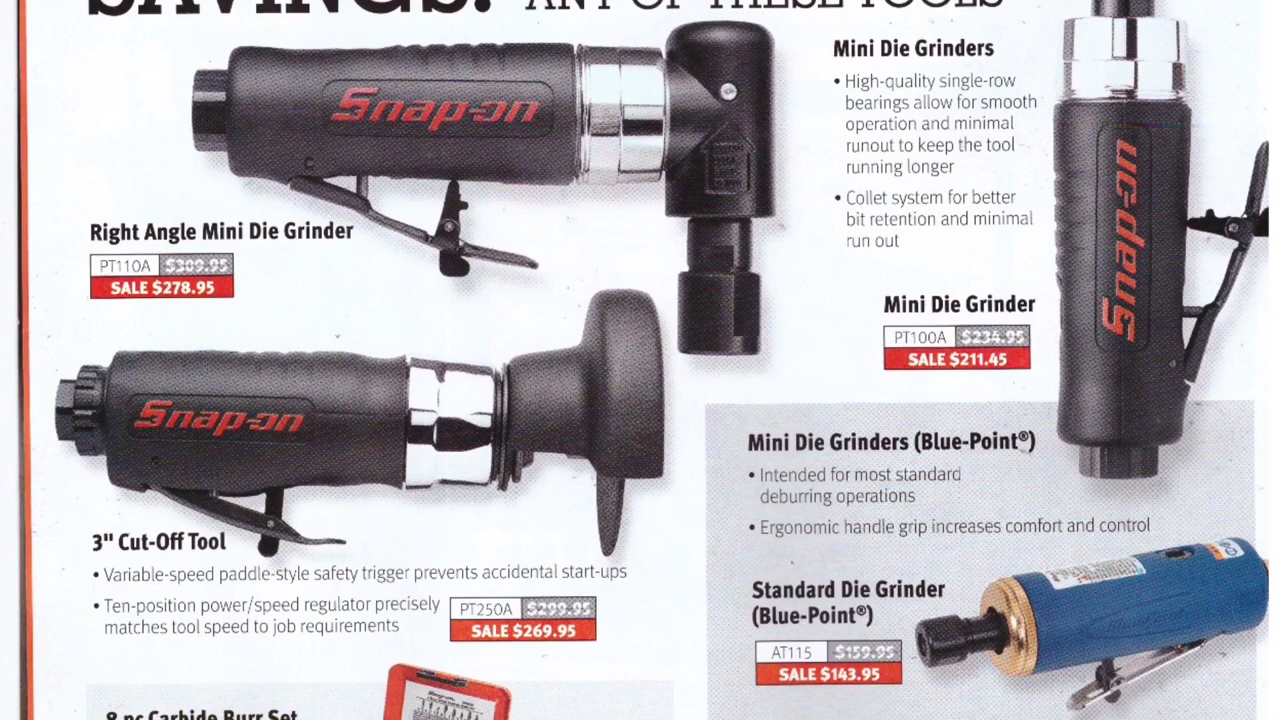 SAVINGS! ANY OF THESE TOOLS
Snap-on
Right Angle Mini Die Grinder
PT110A $309.95
SALE $278.95
Mini Die Grinders
• High-quality single-row
bearings allow for smooth
operation and minimal
runout to keep the tool
running longer
• Collet system for better
bit retention and minimal
run out
Mini Die Grinder
PT100A $234.95
SALE $211.45
Snap-on
Snap-on
3" Cut-Off Tool
• Variable-speed paddle-style safety trigger prevents accidental start-ups
• Ten-position power/speed regulator precisely
matches tool speed to job requirements
PT250A $299.95
SALE $269.95
Mini Die Grinders (Blue-Point®)
• Intended for most standard
deburring operations
• Ergonomic handle grip increases comfort and control
Standard Die Grinder
(Blue-Point®)
AT115 $159.95
SALE $143.95
8 pc Carbide Burr Set